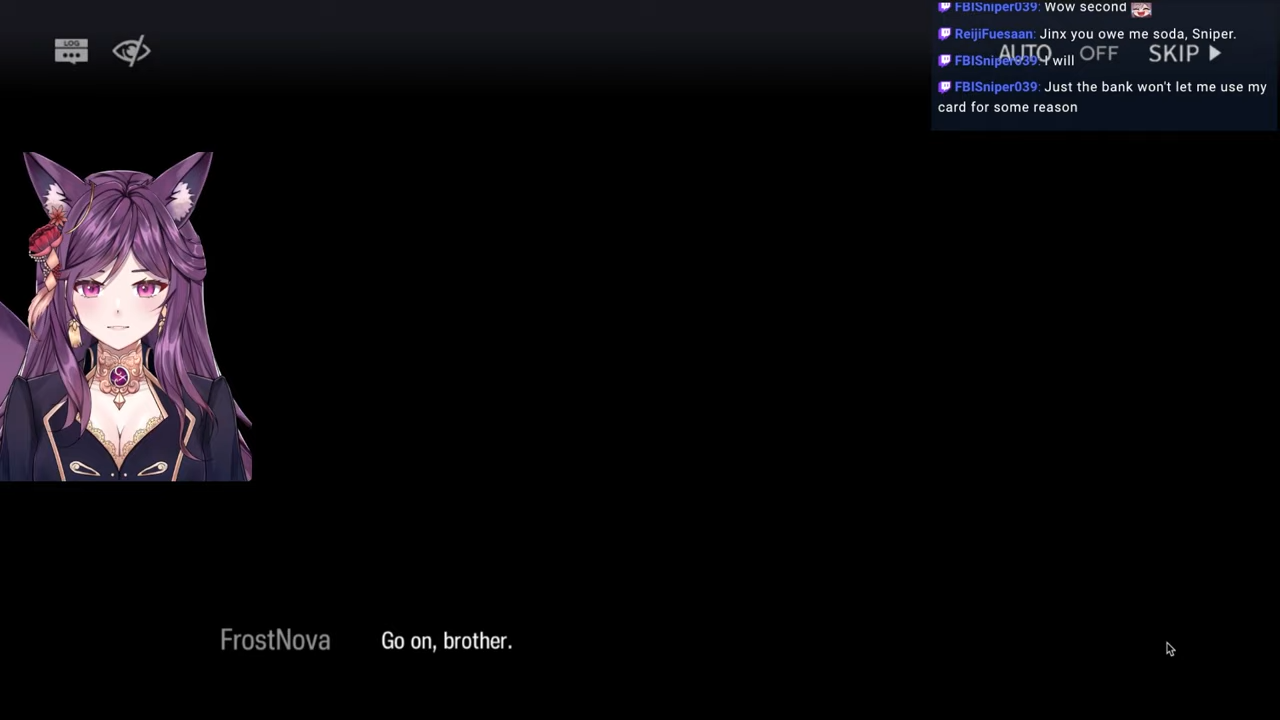 FBISniper039: Wow second
ReijiFuesaan: Jinx you owe me soda, Sniper.
FBISniper039: I will
FBISniper039: Just the bank won't let me use my
card for some reason
LOG
AUTO OFF SKIP
FrostNova Go on, brother.